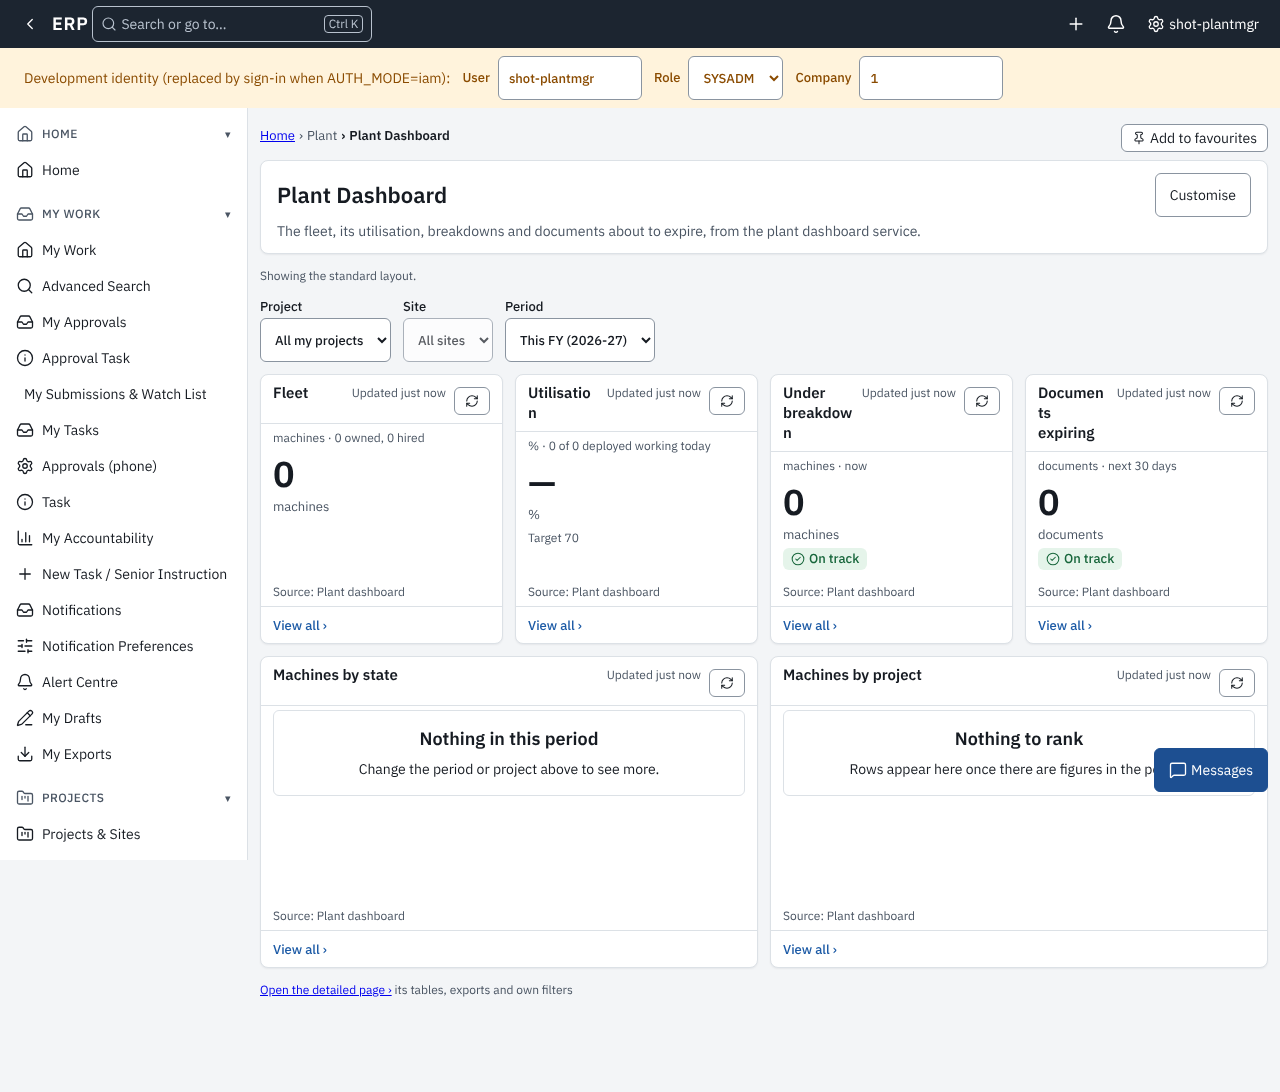 ERP
Search or go to...
Ctrl K
shot-plantmgr
Development identity (replaced by sign-in when AUTH_MODE=iam):
User
shot-plantmgr
Role
SYSADM
Company
1
HOME
Home
MY WORK
My Work
Advanced Search
My Approvals
Approval Task
My Submissions & Watch List
My Tasks
Approvals (phone)
Task
My Accountability
New Task / Senior Instruction
Notifications
Notification Preferences
Alert Centre
My Drafts
My Exports
PROJECTS
Projects & Sites
Home › Plant › Plant Dashboard
Add to favourites
Plant Dashboard
Customise
The fleet, its utilisation, breakdowns and documents about to expire, from the plant dashboard service.
Showing the standard layout.
Project
All my projects
Site
All sites
Period
This FY (2026-27)
Fleet
Updated just now
machines · 0 owned, 0 hired
0
machines
Source: Plant dashboard
View all ›
Utilisatio
n
Updated just now
% · 0 of 0 deployed working today
—
%
Target 70
Source: Plant dashboard
View all ›
Under
breakdow
n
Updated just now
machines · now
0
machines
On track
Source: Plant dashboard
View all ›
Documen
ts
expiring
Updated just now
documents · next 30 days
0
documents
On track
Source: Plant dashboard
View all ›
Machines by state
Updated just now
Nothing in this period
Change the period or project above to see more.
Source: Plant dashboard
View all ›
Machines by project
Updated just now
Nothing to rank
Rows appear here once there are figures in the
Messages
Source: Plant dashboard
View all ›
Open the detailed page › its tables, exports and own filters